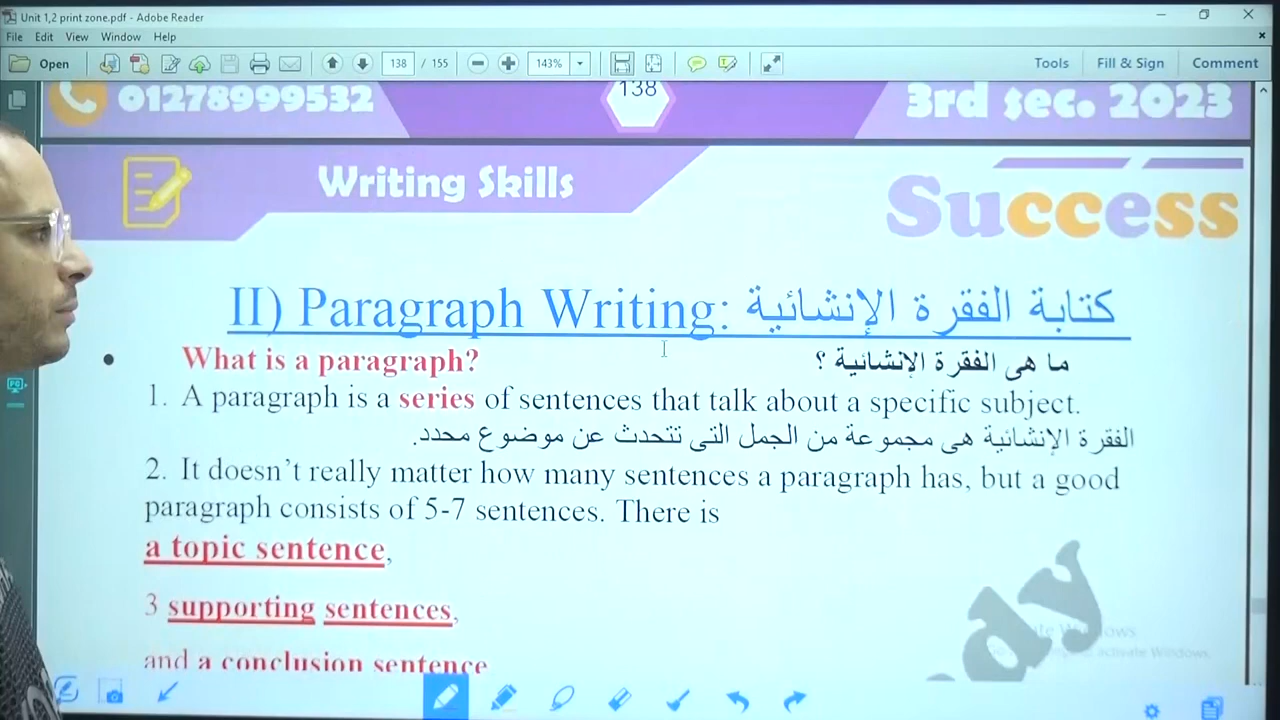 Unit 1,2 print zone.pdf - Adobe Reader
File Edit View Window Help
Open 138 / 155 143% Tools Fill & Sign Comment
01278999532 138 3rd sec. 2023
Writing Skills Success
II) Paragraph Writing: كتابة الفقرة الإنشائية
• What is a paragraph? ما هى الفقرة الإنشائية ؟
1. A paragraph is a series of sentences that talk about a specific subject.
الفقرة الإنشائية هى مجموعة من الجمل التى تتحدث عن موضوع محدد.
2. It doesn't really matter how many sentences a paragraph has, but a good
paragraph consists of 5-7 sentences. There is
a topic sentence,
3 supporting sentences,
and a conclusion sentence
dy
Windows
activate Windows.